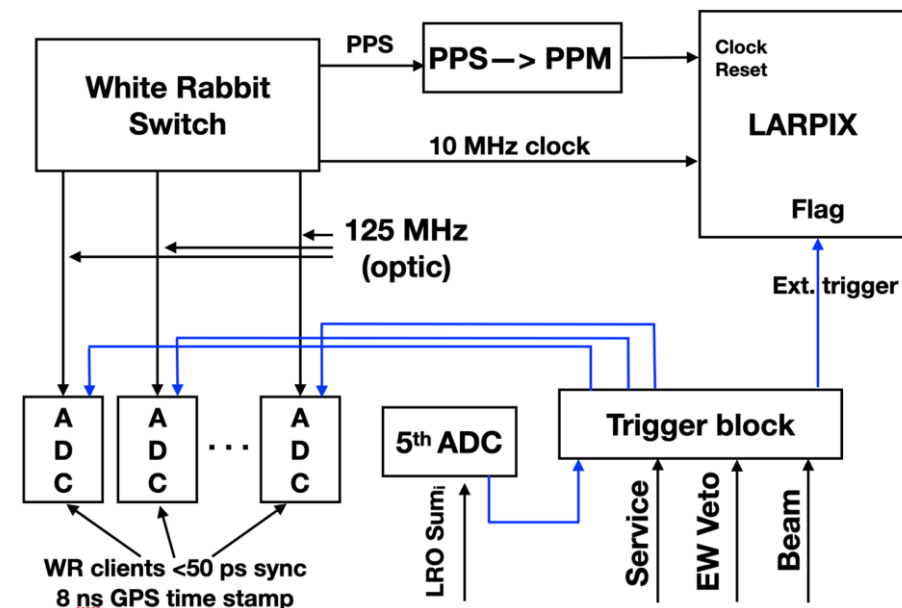 PPS
White Rabbit
Switch
PPS—> PPM
Clock
Reset
LARPIX
10 MHz clock
Flag
125 MHz
(optic)
Ext. trigger
A
D
C
A
D
C
. . .
A
D
C
5th ADC
Trigger block
LRO Sumi
Service
EW Veto
Beam
WR clients <50 ps sync
8 ns GPS time stamp